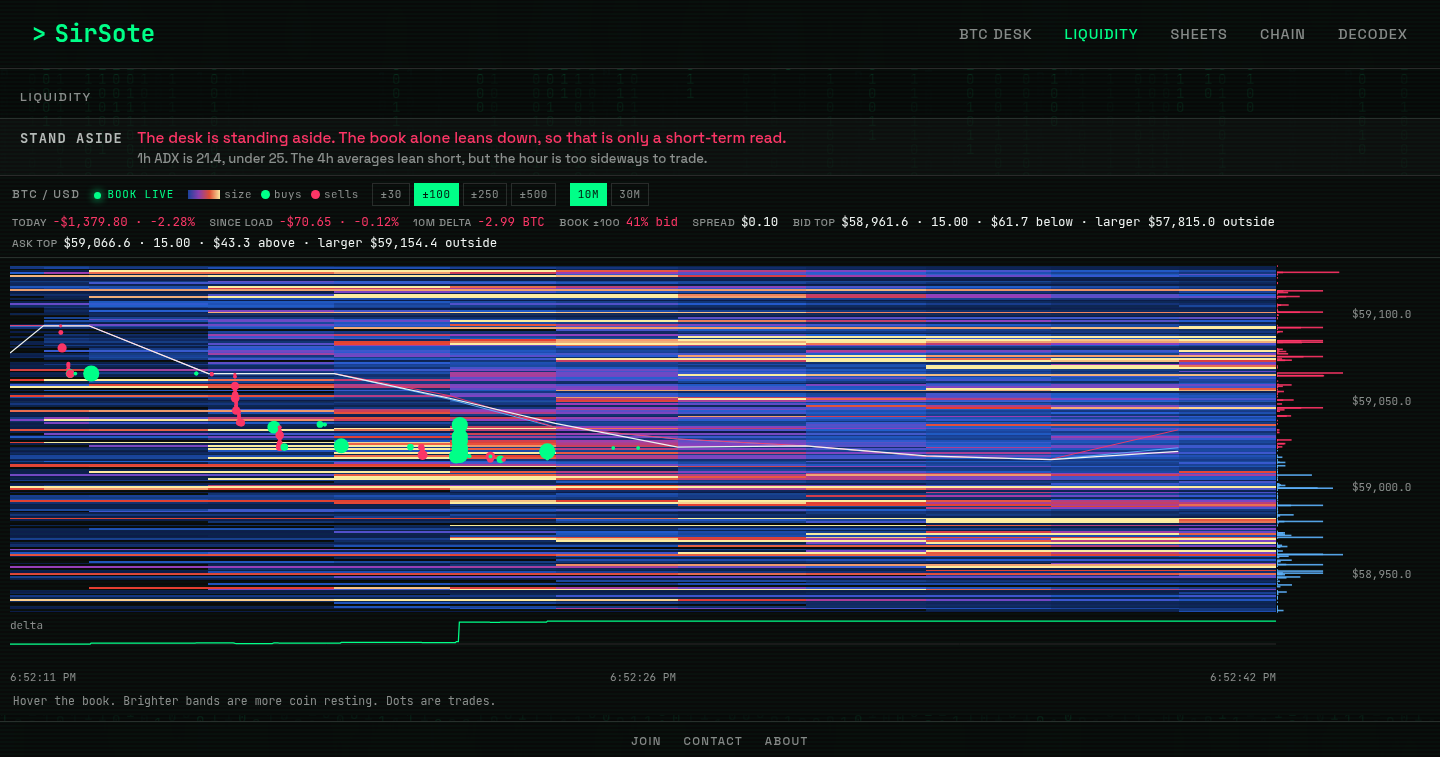 > SirSote
BTC DESK LIQUIDITY SHEETS CHAIN DECODEX
LIQUIDITY
STAND ASIDE The desk is standing aside. The book alone leans down, so that is only a short-term read.
1h ADX is 21.4, under 25. The 4h averages lean short, but the hour is too sideways to trade.
BTC / USD BOOK LIVE size buys sells ±30 ±100 ±250 ±500 10M 30M
TODAY -$1,379.80 · -2.28% SINCE LOAD -$70.65 · -0.12% 10M DELTA -2.99 BTC BOOK ±100 41% bid SPREAD $0.10 BID TOP $58,961.6 · 15.00 · $61.7 below · larger $57,815.0 outside
ASK TOP $59,066.6 · 15.00 · $43.3 above · larger $59,154.4 outside
$59,100.0
$59,050.0
$59,000.0
$58,950.0
delta
6:52:11 PM 6:52:26 PM 6:52:42 PM
Hover the book. Brighter bands are more coin resting. Dots are trades.
JOIN CONTACT ABOUT